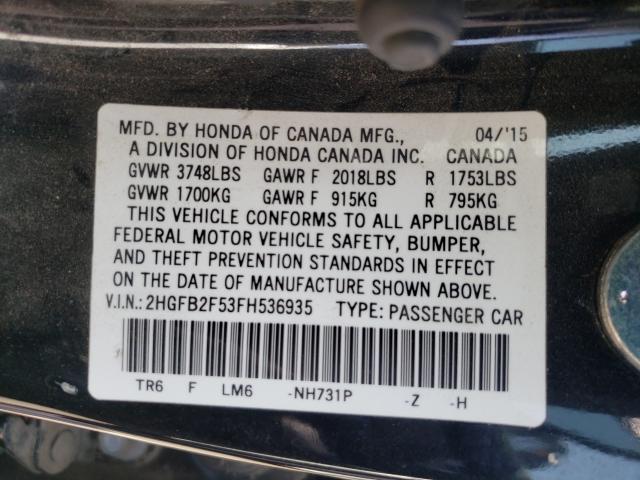 MFD. BY HONDA OF CANADA MFG., 04/'15
A DIVISION OF HONDA CANADA INC. CANADA
GVWR 3748LBS GAWR F 2018LBS R 1753LBS
GVWR 1700KG GAWR F 915KG R 795KG
THIS VEHICLE CONFORMS TO ALL APPLICABLE
FEDERAL MOTOR VEHICLE SAFETY, BUMPER,
AND THEFT PREVENTION STANDARDS IN EFFECT
ON THE DATE OF MANUFACTURE SHOWN ABOVE.
V.I.N.:2HGFB2F53FH536935 TYPE: PASSENGER CAR
TR6 F LM6 -NH731P -Z -H